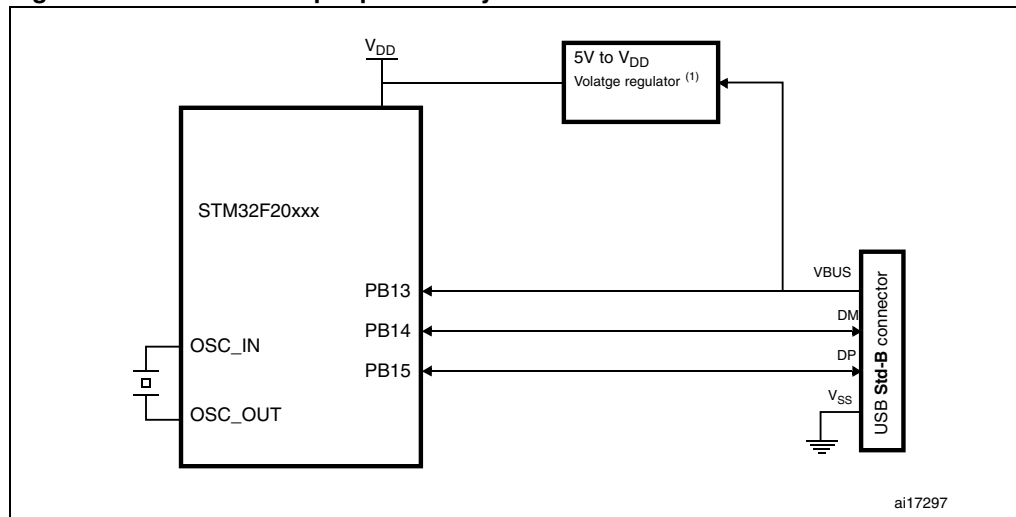 V_DD
5V to V_DD
Volatge regulator (1)
STM32F20xxx
VBUS
PB13
DM
PB14
OSC_IN
DP
PB15
V_SS
OSC_OUT
USB Std-B connector
ai17297